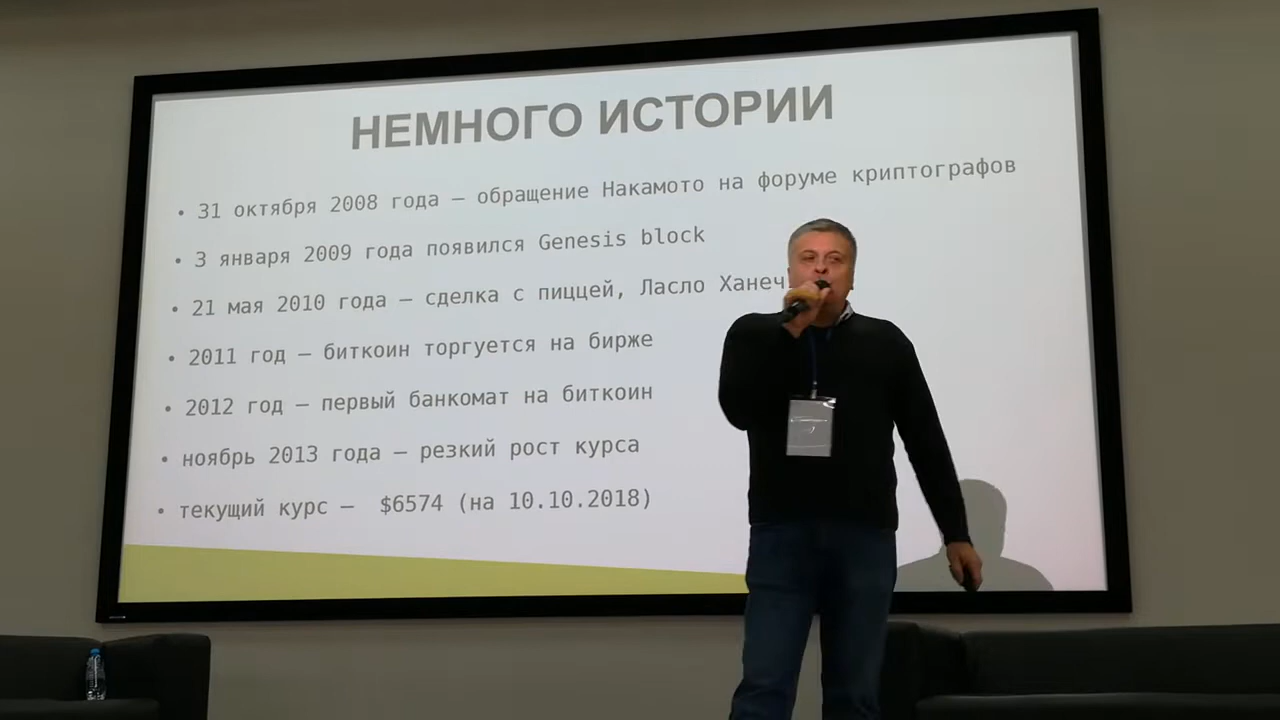 НЕМНОГО ИСТОРИИ
• 31 октября 2008 года – обращение Накамото на форуме криптографов
• 3 января 2009 года появился Genesis block
• 21 мая 2010 года – сделка с пиццей, Ласло Ханеч
• 2011 год – биткоин торгуется на бирже
• 2012 год – первый банкомат на биткоин
• ноябрь 2013 года – резкий рост курса
• текущий курс – $6574 (на 10.10.2018)